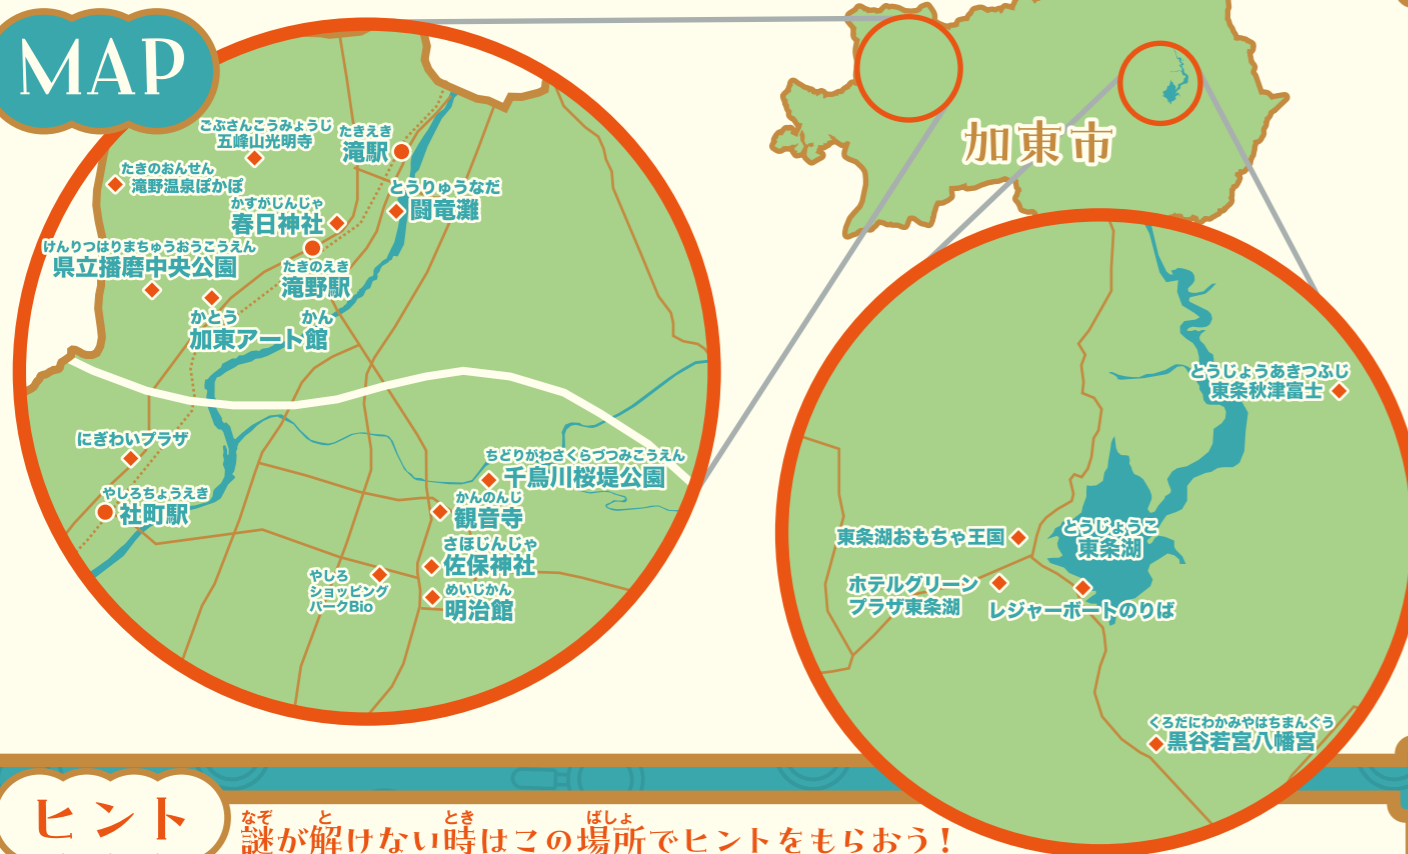 MAP
ごぶさんこうみょうじ
五峰山光明寺
たきえき
滝駅
たきのおんせん
滝野温泉ぽかぽ
とうりゅうなだ
闘竜灘
かすがじんじゃ
春日神社
けんりつはりまちゅうおうこうえん
県立播磨中央公園
たきのえき
滝野駅
かとう かん
加東アート館
にぎわいプラザ
やしろちょうえき
社町駅
ちどりがわさくらづつみこうえん
千鳥川桜堤公園
かんのんじ
観音寺
さほじんじゃ
佐保神社
めいじかん
明治館
やしろ
ショッピング
パークBio
加東市
とうじょうあきつふじ
東条秋津富士
とうじょうこ
東条湖
東条湖おもちゃ王国
ホテルグリーン
プラザ東条湖
レジャーボートのりば
くろだにわかみやはちまんぐう
黒谷若宮八幡宮
ヒント
なぞ と とき ばしょ
謎が解けない時はこの場所でヒントをもらおう!